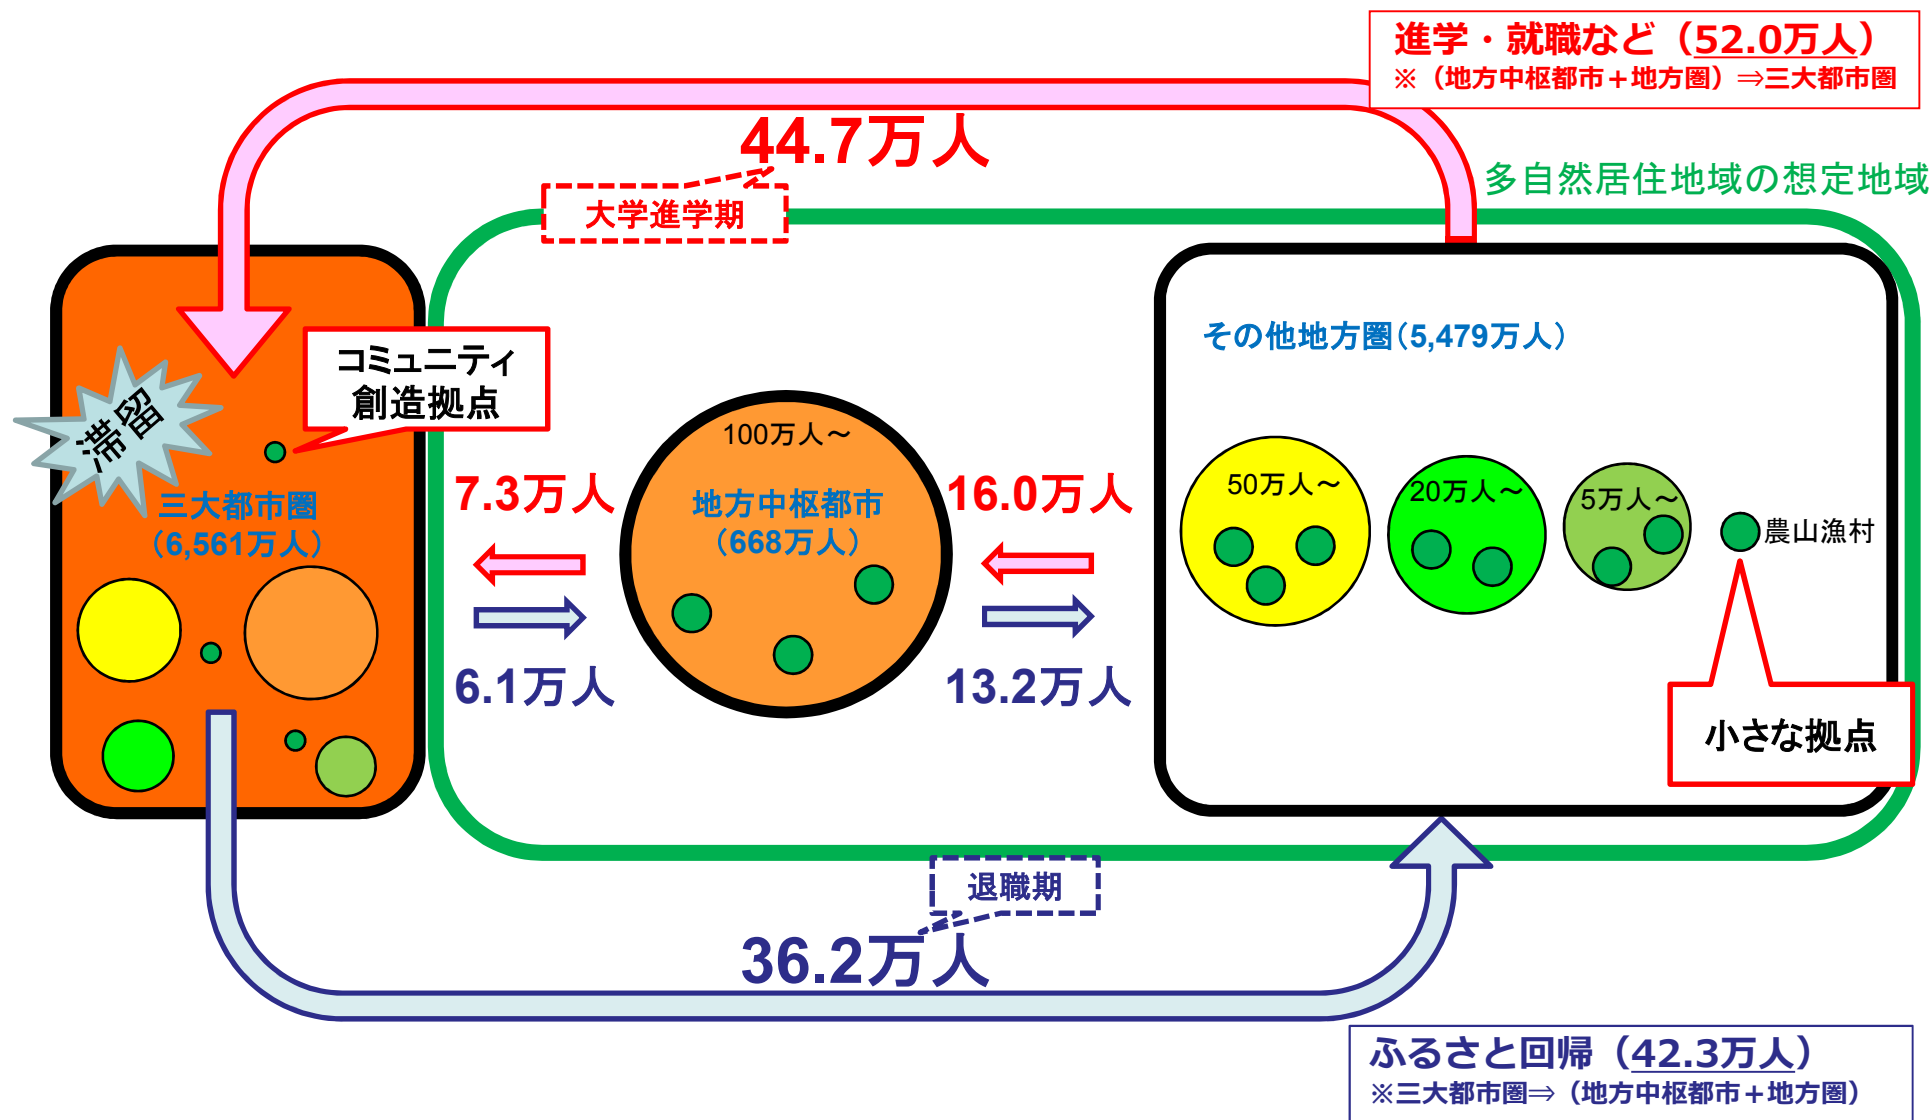 進学・就職など（52.0万人）
※（地方中枢都市＋地方圏）⇒三大都市圏
44.7万人
大学進学期
多自然居住地域の想定地域
コミュニティ
創造拠点
滞留
三大都市圏
（6,561万人）
7.3万人
6.1万人
100万人～
地方中枢都市
（668万人）
16.0万人
13.2万人
その他地方圏（5,479万人）
50万人～
20万人～
5万人～
農山漁村
小さな拠点
退職期
36.2万人
ふるさと回帰（42.3万人）
※三大都市圏⇒（地方中枢都市＋地方圏）